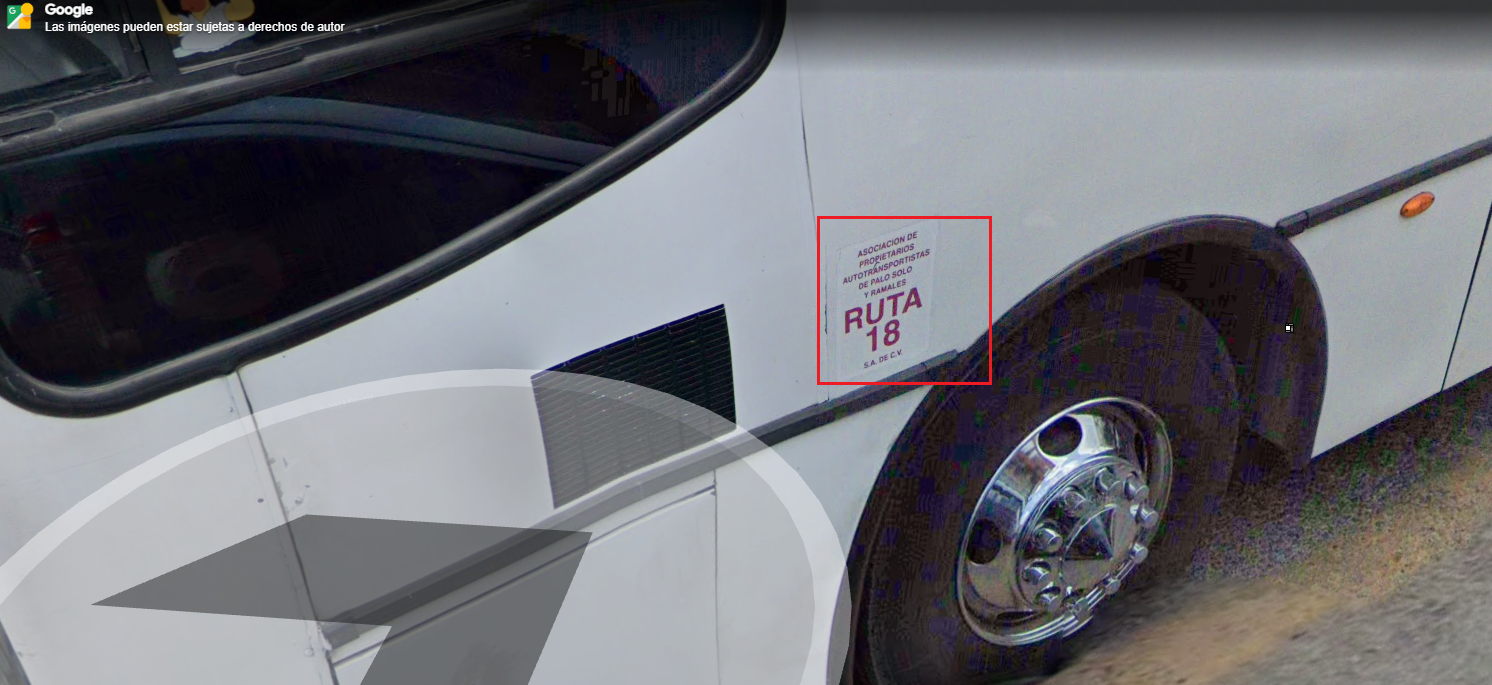 Google
Las imágenes pueden estar sujetas a derechos de autor
ASOCIACION DE
PROPIETARIOS
AUTOTRANSPORTISTAS
DE PALO SOLO
Y RAMALES
RUTA
18
S.A. DE C.V.